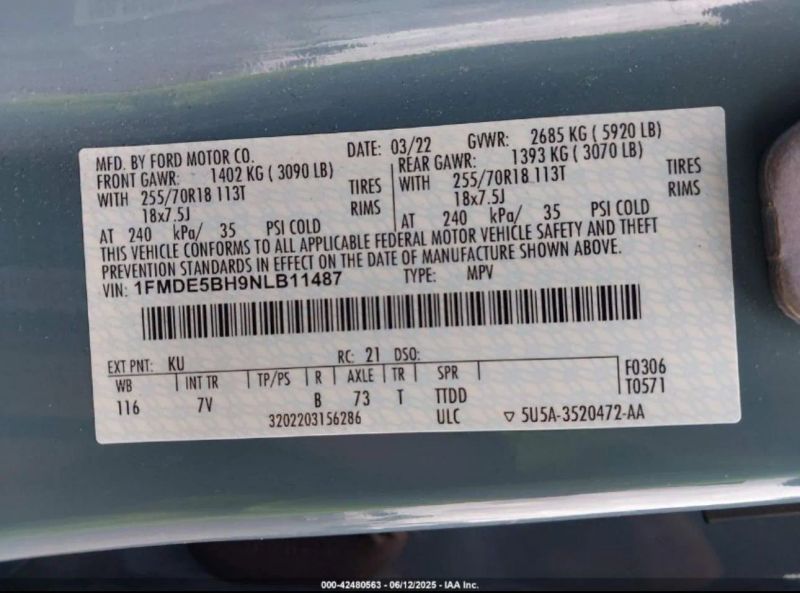 MFD. BY FORD MOTOR CO. DATE: 03/22 GVWR: 2685 KG ( 5920 LB)
FRONT GAWR: 1402 KG ( 3090 LB) REAR GAWR: 1393 KG ( 3070 LB)
WITH 255/70R18 113T TIRES WITH 255/70R18 113T TIRES
18x7.5J RIMS 18x7.5J RIMS
AT 240 kPa/ 35 PSI COLD AT 240 kPa/ 35 PSI COLD
THIS VEHICLE CONFORMS TO ALL APPLICABLE FEDERAL MOTOR VEHICLE SAFETY AND THEFT
PREVENTION STANDARDS IN EFFECT ON THE DATE OF MANUFACTURE SHOWN ABOVE.
VIN: 1FMDE5BH9NLB11487 TYPE: MPV
EXT PNT: KU RC: 21 DSO:
WB INT TR TP/PS R AXLE TR SPR F0306
116 7V B 73 T TTDD T0571
3202203156286 ULC ▽ 5U5A-3520472-AA
000-42480563 - 06/12/2025 - IAA Inc.